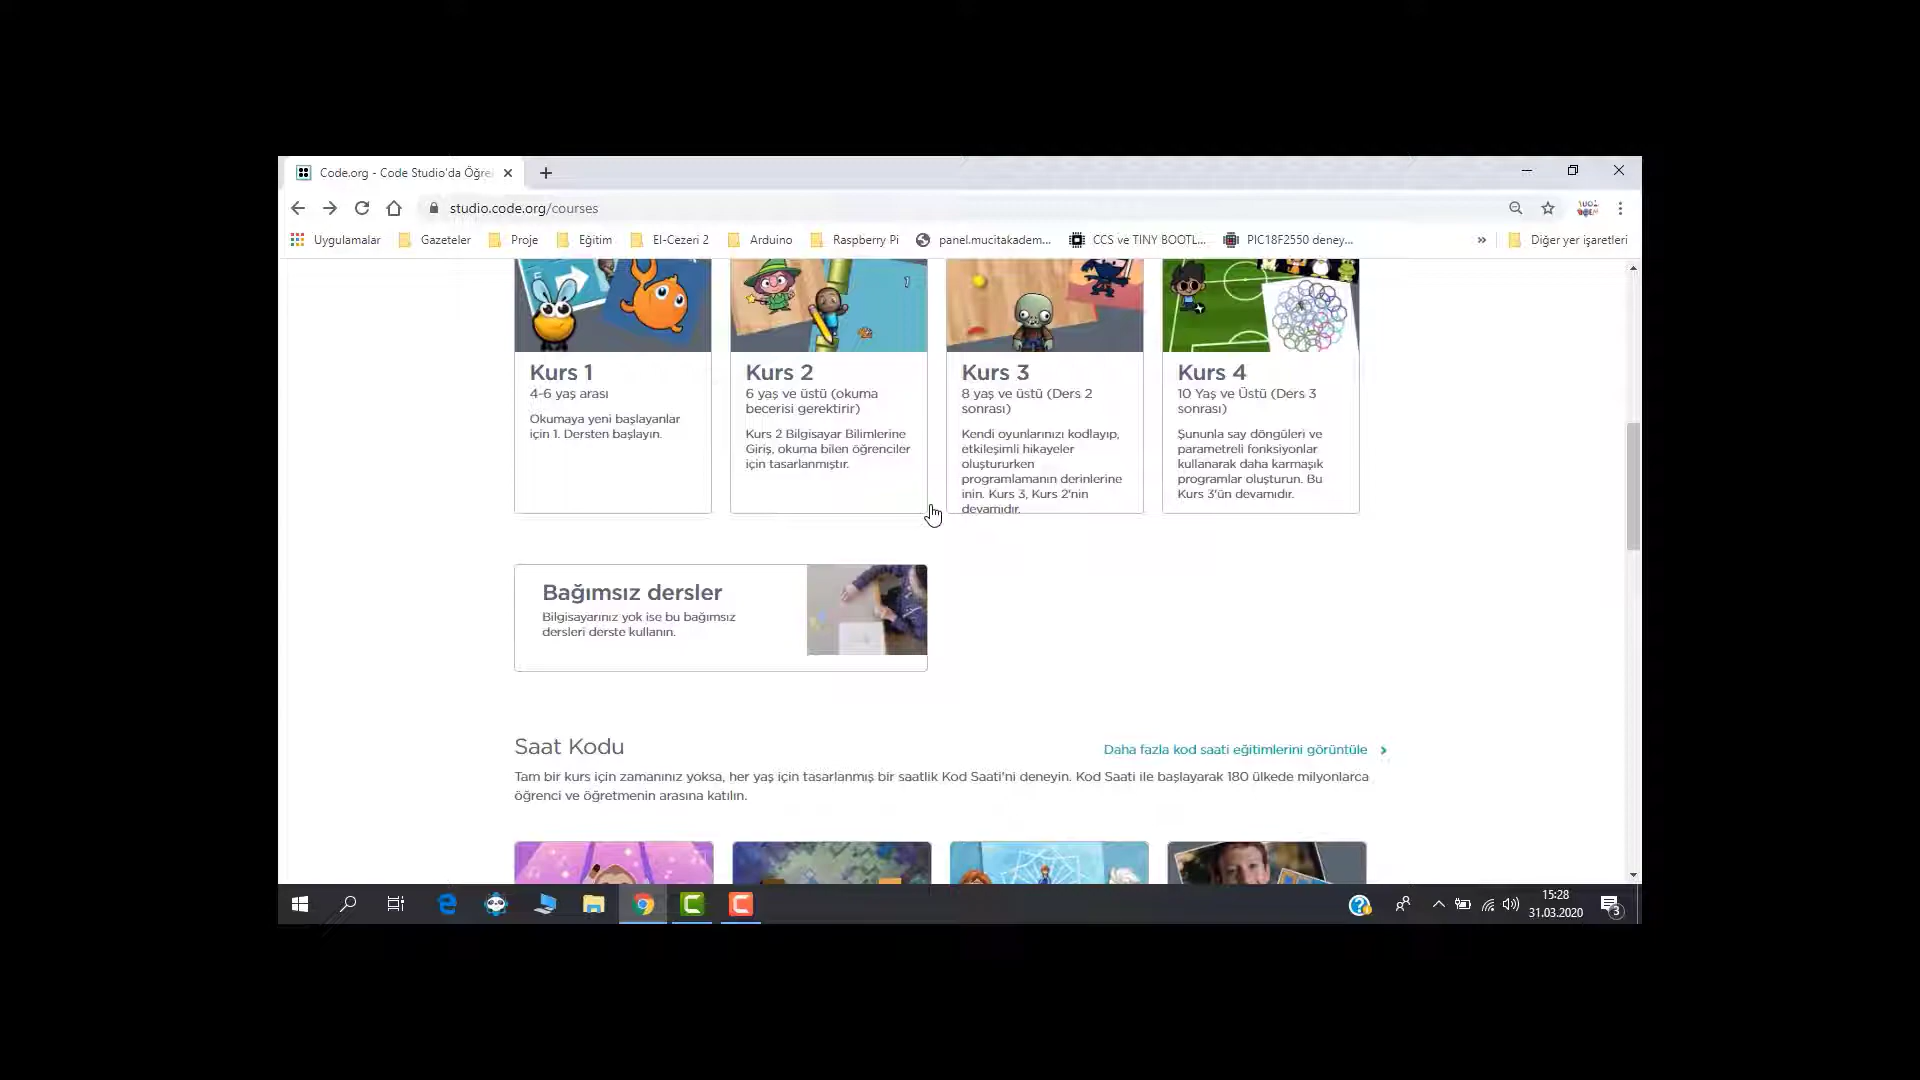 Code.org - Code Studio'da Öğre
studio.code.org/courses
Uygulamalar
Gazeteler
Proje
Eğitim
El-Cezeri 2
Arduino
Raspberry Pi
panel.mucitakadem...
CCS ve TINY BOOTL...
PIC18F2550 deney...
»
Diğer yer işaretleri
Kurs 1
4-6 yaş arası
Okumaya yeni başlayanlar
için 1. Dersten başlayın.
Kurs 2
6 yaş ve üstü (okuma
becerisi gerektirir)
Kurs 2 Bilgisayar Bilimlerine
Giriş, okuma bilen öğrenciler
için tasarlanmıştır.
Kurs 3
8 yaş ve üstü (Ders 2
sonrası)
Kendi oyunlarınızı kodlayıp,
etkileşimli hikayeler
oluştururken
programlamanın derinlerine
inin. Kurs 3, Kurs 2'nin
devamıdır.
Kurs 4
10 Yaş ve Üstü (Ders 3
sonrası)
Şununla say döngüleri ve
parametreli fonksiyonlar
kullanarak daha karmaşık
programlar oluşturun. Bu
Kurs 3'ün devamıdır.
Bağımsız dersler
Bilgisayarınız yok ise bu bağımsız
dersleri derste kullanın.
Saat Kodu
Daha fazla kod saati eğitimlerini görüntüle
Tam bir kurs için zamanınız yoksa, her yaş için tasarlanmış bir saatlik Kod Saati'ni deneyin. Kod Saati ile başlayarak 180 ülkede milyonlarca
öğrenci ve öğretmenin arasına katılın.
15:28
31.03.2020
3